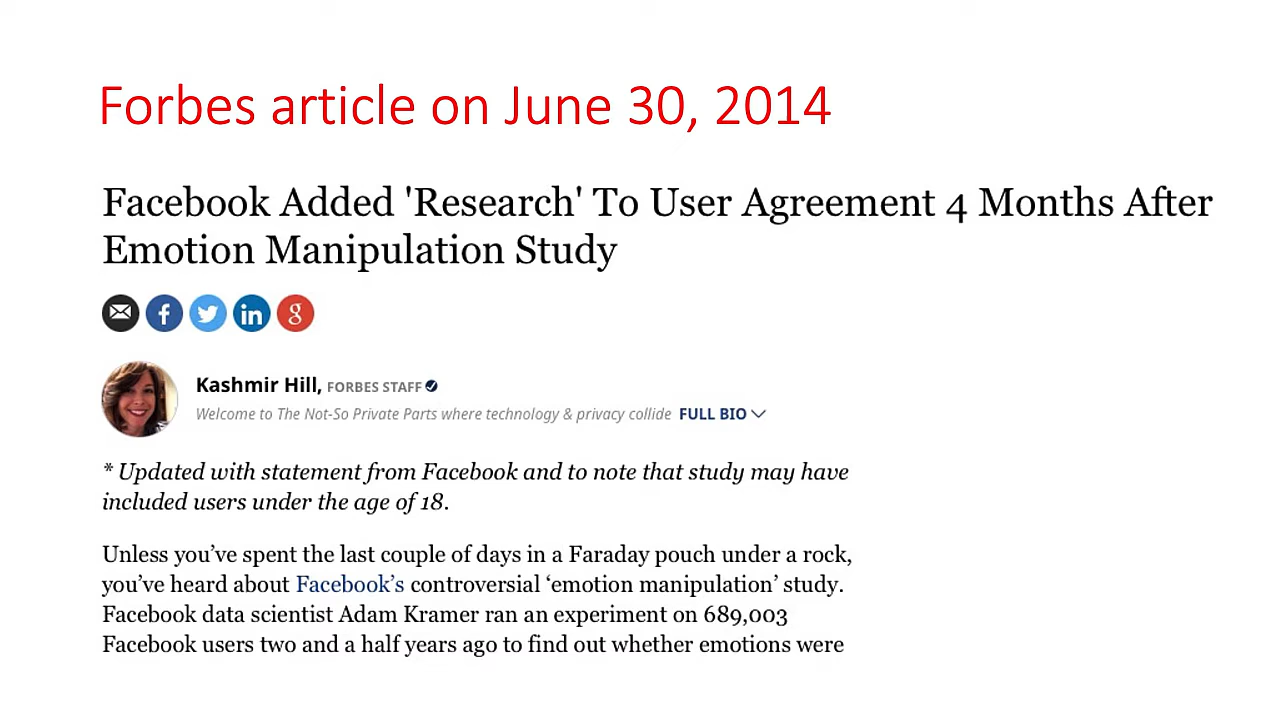 Forbes article on June 30, 2014
Facebook Added 'Research' To User Agreement 4 Months After
Emotion Manipulation Study
Kashmir Hill, FORBES STAFF
Welcome to The Not-So Private Parts where technology & privacy collide FULL BIO
* Updated with statement from Facebook and to note that study may have
included users under the age of 18.
Unless you’ve spent the last couple of days in a Faraday pouch under a rock,
you’ve heard about Facebook’s controversial ‘emotion manipulation’ study.
Facebook data scientist Adam Kramer ran an experiment on 689,003
Facebook users two and a half years ago to find out whether emotions were